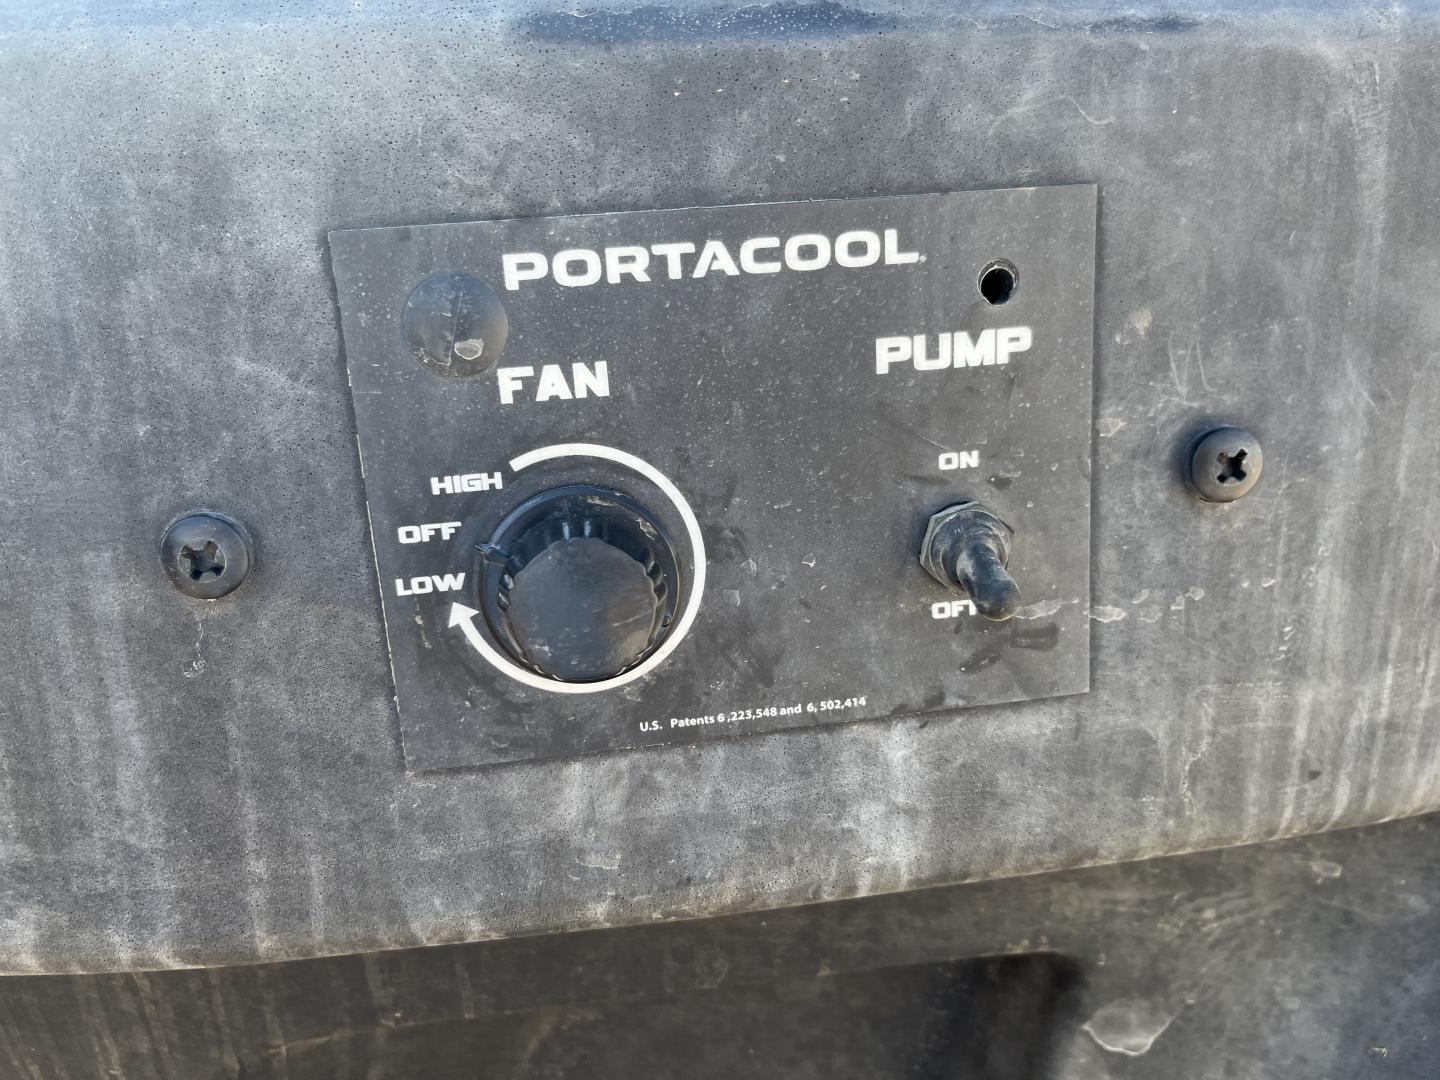 PORTACOOL
FAN
PUMP
HIGH
OFF
LOW
ON
OFF
U.S. Patents 6 ,223,548 and 6, 502,414